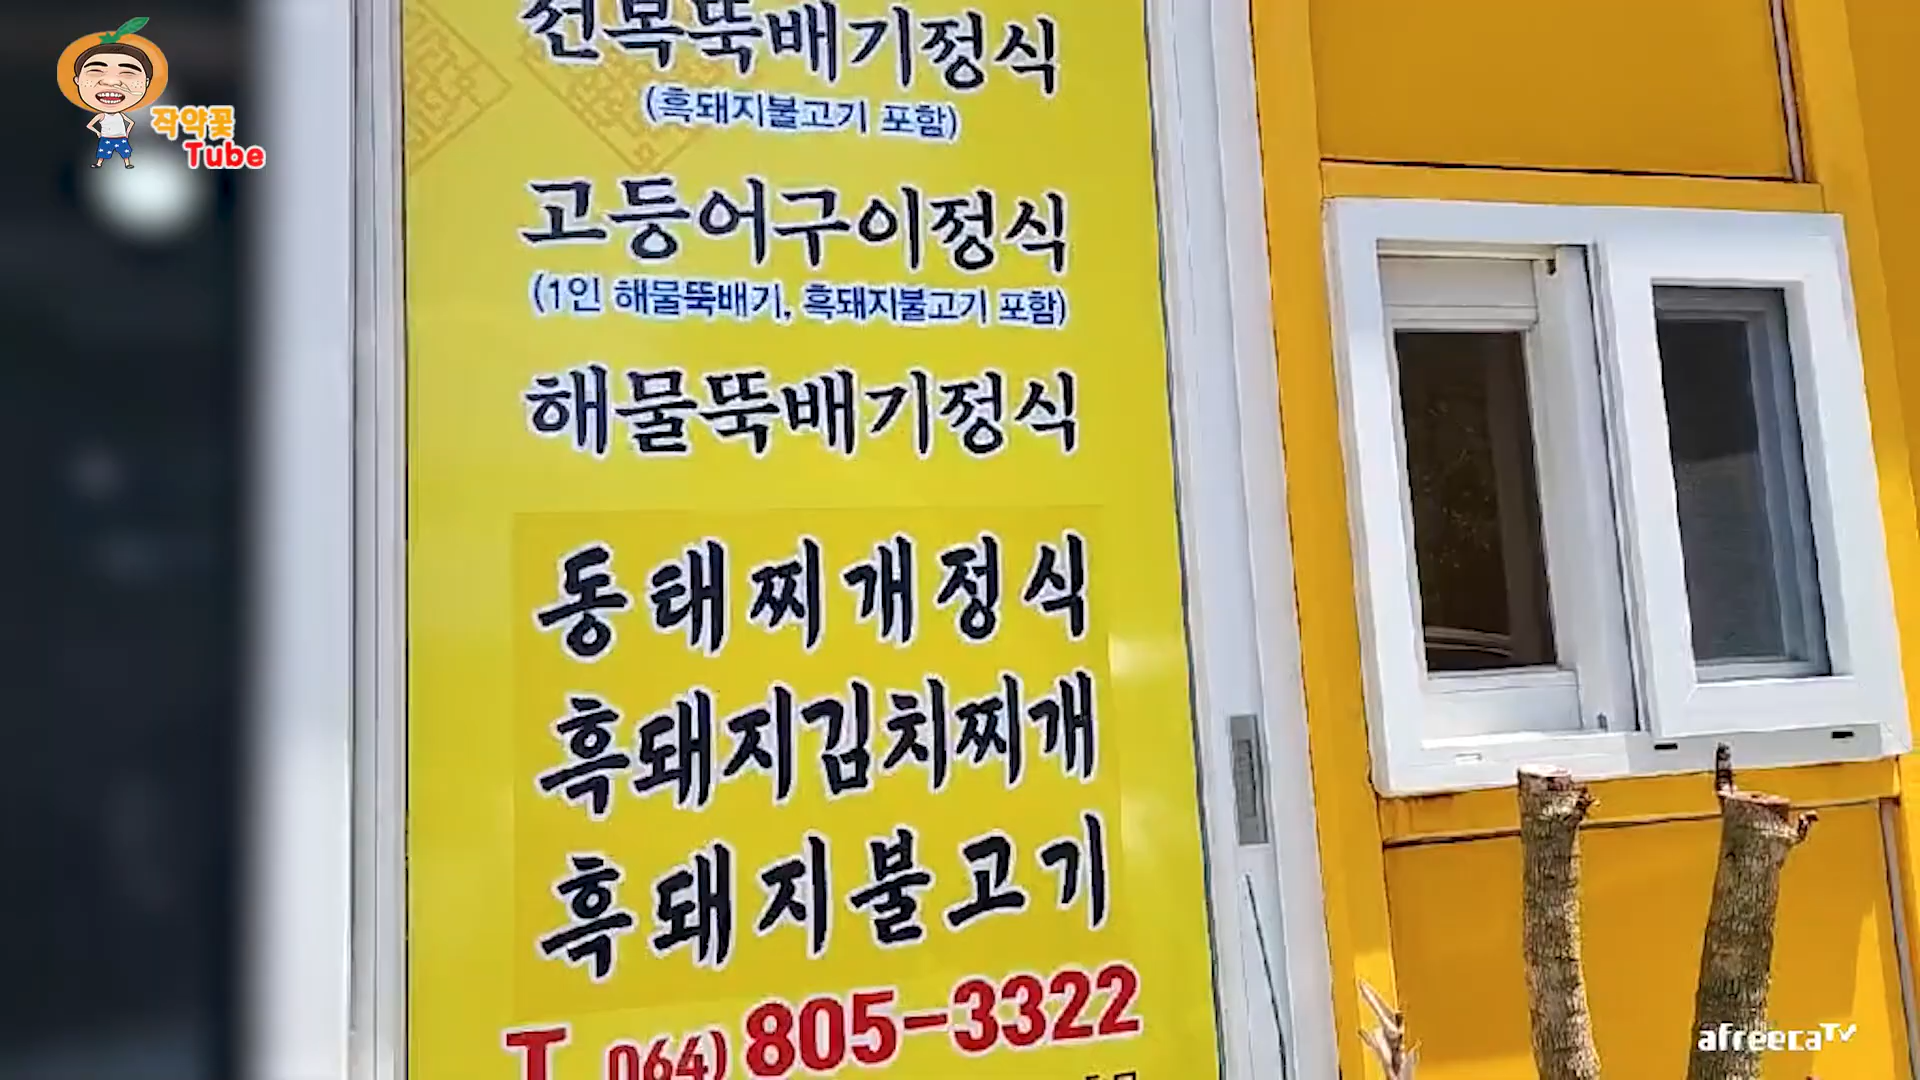 작약꽃
Tube
전복뚝배기정식
(흑돼지불고기 포함)
고등어구이정식
(1인 해물뚝배기, 흑돼지불고기 포함)
해물뚝배기정식
동태찌개정식
흑돼지김치찌개
흑돼지불고기
T. 064) 805-3322
afreecaTV